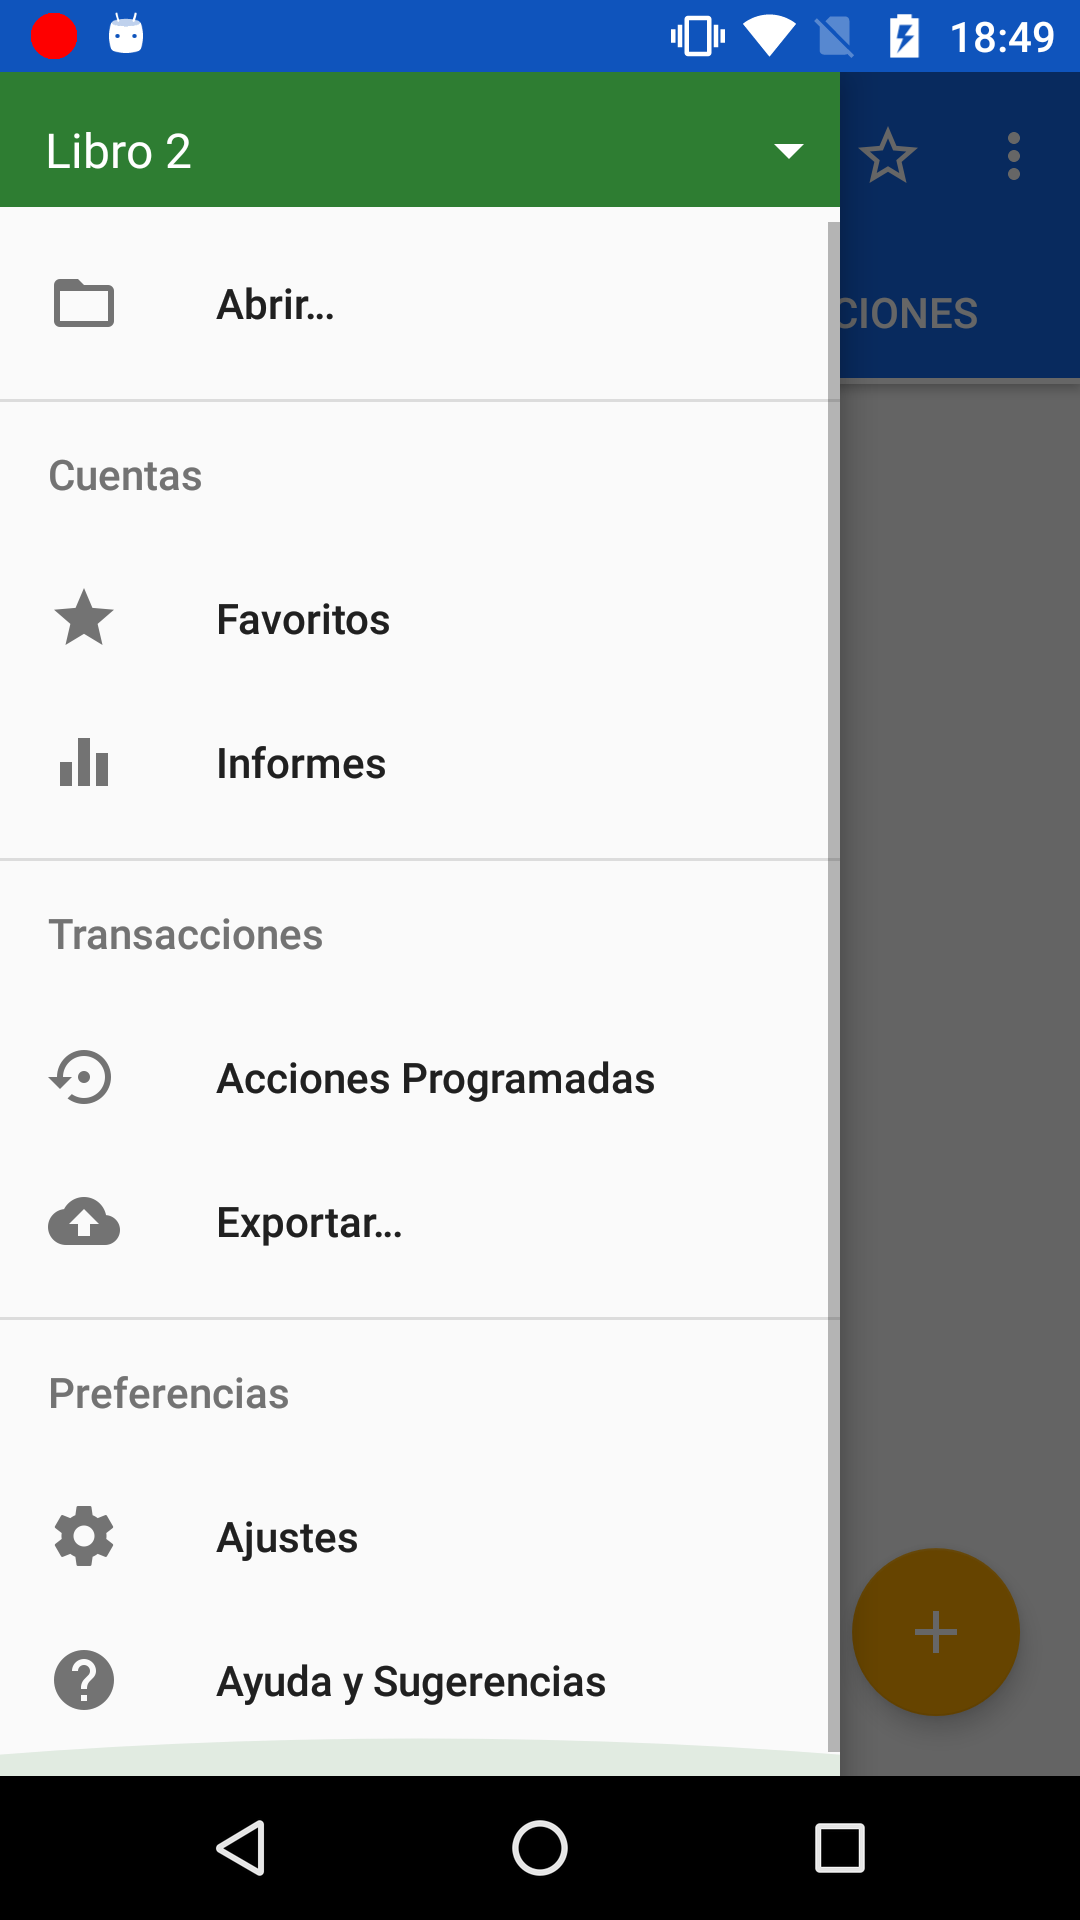 18:49
Libro 2
CIONES
Abrir...
Cuentas
Favoritos
Informes
Transacciones
Acciones Programadas
Exportar...
Preferencias
Ajustes
Ayuda y Sugerencias